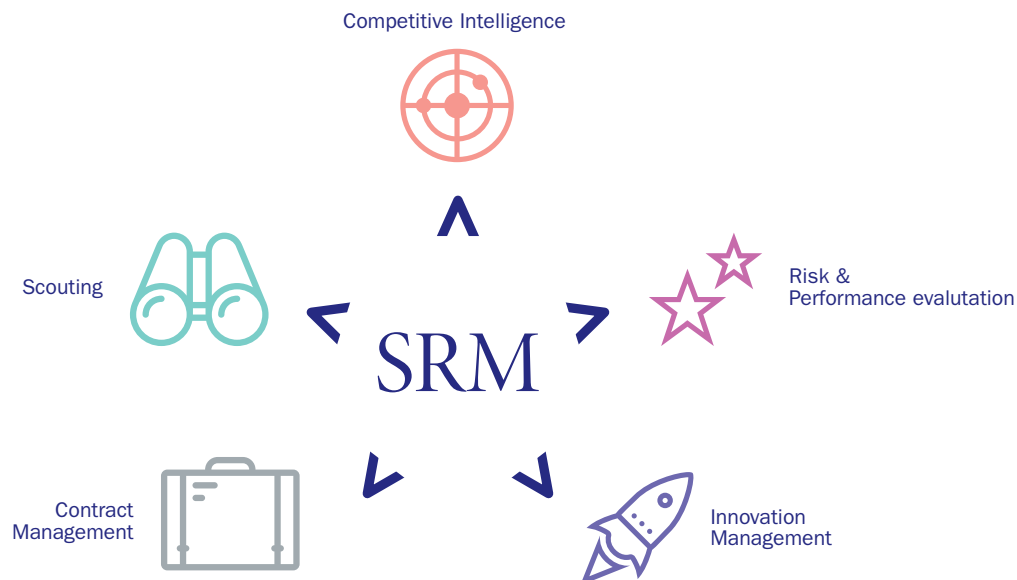 Competitive Intelligence
Scouting
Risk &
Performance evalutation
SRM
Contract
Management
Innovation
Management